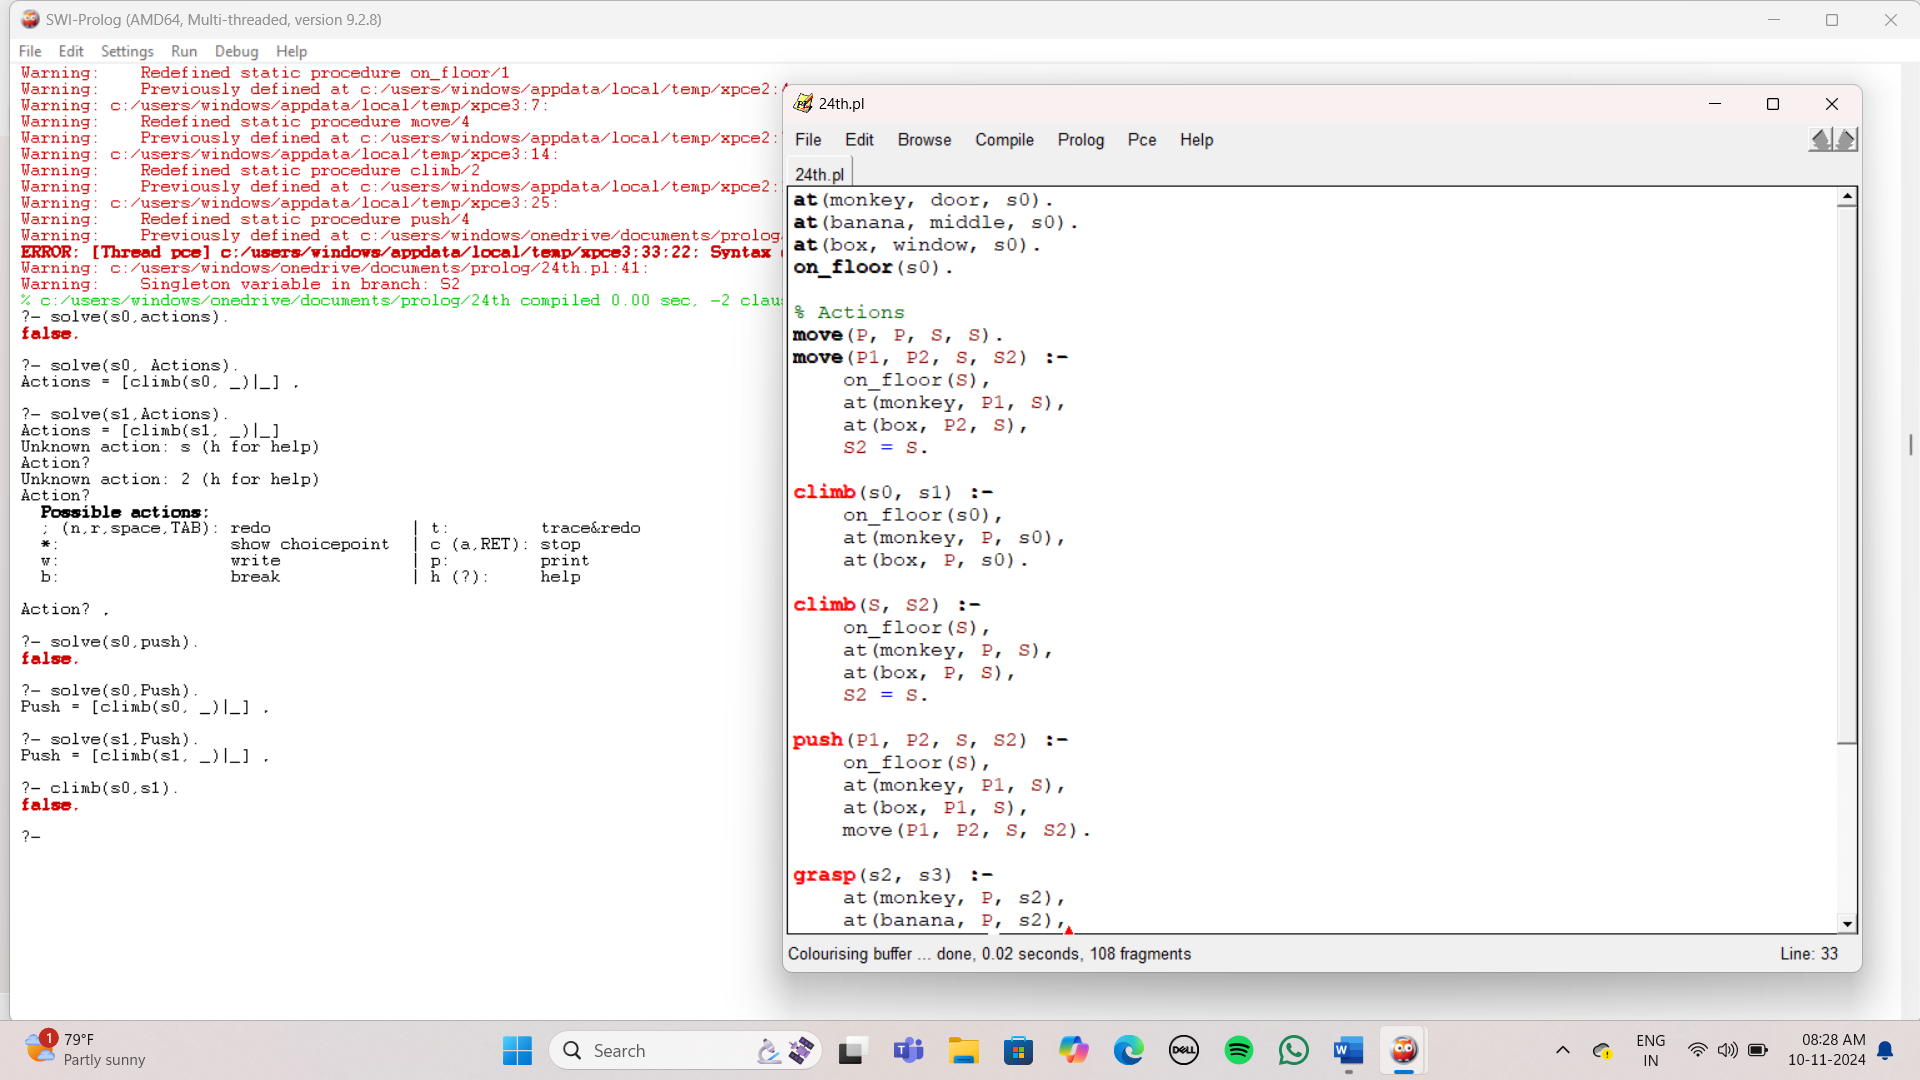 SWI-Prolog (AMD64, Multi-threaded, version 9.2.8)
File Edit Settings Run Debug Help
Warning:    Redefined static procedure on_floor/1
Warning:    Previously defined at c:/users/windows/appdata/local/temp/xpce2:
Warning: c:/users/windows/appdata/local/temp/xpce3:7:
Warning:    Redefined static procedure move/4
Warning:    Previously defined at c:/users/windows/appdata/local/temp/xpce2:
Warning: c:/users/windows/appdata/local/temp/xpce3:14:
Warning:    Redefined static procedure climb/2
Warning:    Previously defined at c:/users/windows/appdata/local/temp/xpce2:
Warning: c:/users/windows/appdata/local/temp/xpce3:25:
Warning:    Redefined static procedure push/4
Warning:    Previously defined at c:/users/windows/onedrive/documents/prolog
ERROR: [Thread pce] c:/users/windows/appdata/local/temp/xpce3:33:22: Syntax
Warning: c:/users/windows/onedrive/documents/prolog/24th.pl:41:
Warning:    Singleton variable in branch: S2
% c:/users/windows/onedrive/documents/prolog/24th compiled 0.00 sec, -2 clau
?- solve(s0,actions).
false.
?- solve(s0, Actions).
Actions = [climb(s0, _)|_] .
?- solve(s1,Actions).
Actions = [climb(s1, _)|_]
Unknown action: s (h for help)
Action?
Unknown action: 2 (h for help)
Action?
Possible actions:
; (n,r,space,TAB): redo | t: trace&redo
*: show choicepoint | c (a,RET): stop
w: write | p: print
b: break | h (?): help
Action? .
?- solve(s0,push).
false.
?- solve(s0,Push).
Push = [climb(s0, _)|_] .
?- solve(s1,Push).
Push = [climb(s1, _)|_] .
?- climb(s0,s1).
false.
?-
24th.pl
File Edit Browse Compile Prolog Pce Help
24th.pl
at(monkey, door, s0).
at(banana, middle, s0).
at(box, window, s0).
on_floor(s0).
% Actions
move(P, P, S, S).
move(P1, P2, S, S2) :-
    on_floor(S),
    at(monkey, P1, S),
    at(box, P2, S),
    S2 = S.
climb(s0, s1) :-
    on_floor(s0),
    at(monkey, P, s0),
    at(box, P, s0).
climb(S, S2) :-
    on_floor(S),
    at(monkey, P, S),
    at(box, P, S),
    S2 = S.
push(P1, P2, S, S2) :-
    on_floor(S),
    at(monkey, P1, S),
    at(box, P1, S),
    move(P1, P2, S, S2).
grasp(s2, s3) :-
    at(monkey, P, s2),
    at(banana, P, s2),
Colourising buffer ... done, 0.02 seconds, 108 fragments
Line: 33
1
79°F
Partly sunny
Search
DELL
ENG
IN
08:28 AM
10-11-2024